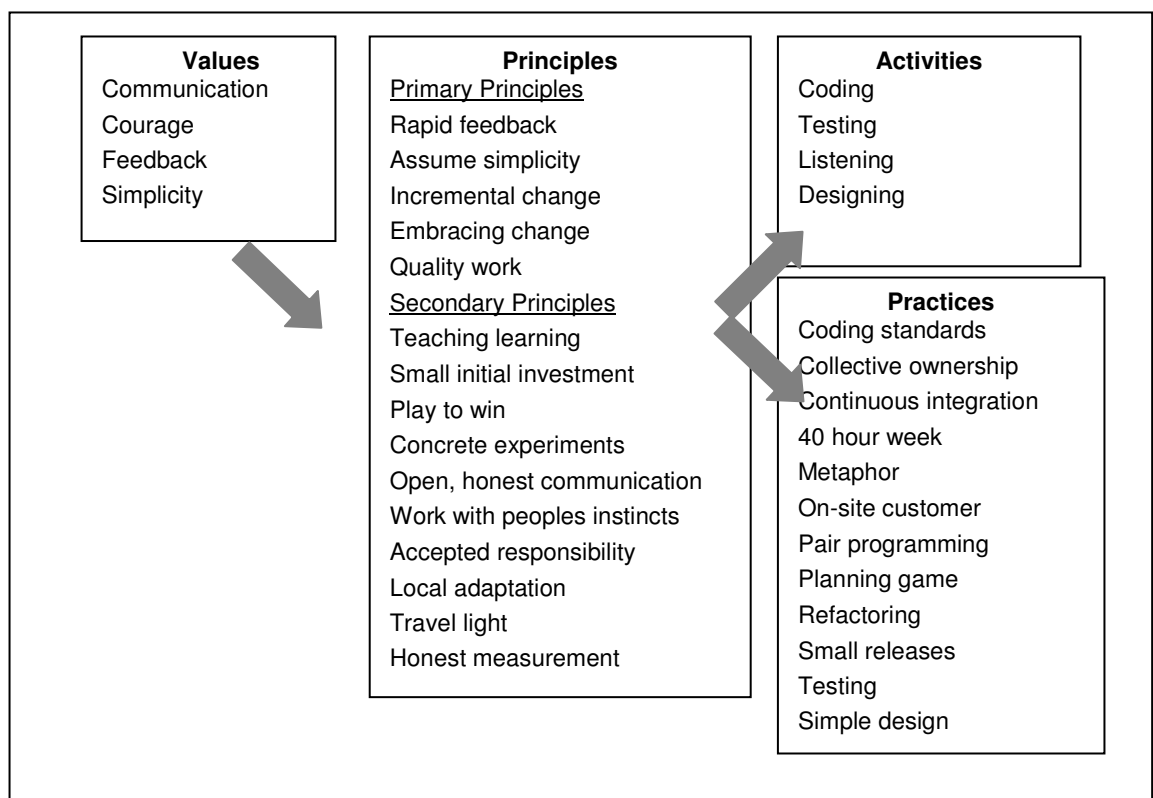 Values
Communication
Courage
Feedback
Simplicity
Principles
Primary Principles
Rapid feedback
Assume simplicity
Incremental change
Embracing change
Quality work
Secondary Principles
Teaching learning
Small initial investment
Play to win
Concrete experiments
Open, honest communication
Work with peoples instincts
Accepted responsibility
Local adaptation
Travel light
Honest measurement
Activities
Coding
Testing
Listening
Designing
Practices
Coding standards
Collective ownership
Continuous integration
40 hour week
Metaphor
On-site customer
Pair programming
Planning game
Refactoring
Small releases
Testing
Simple design